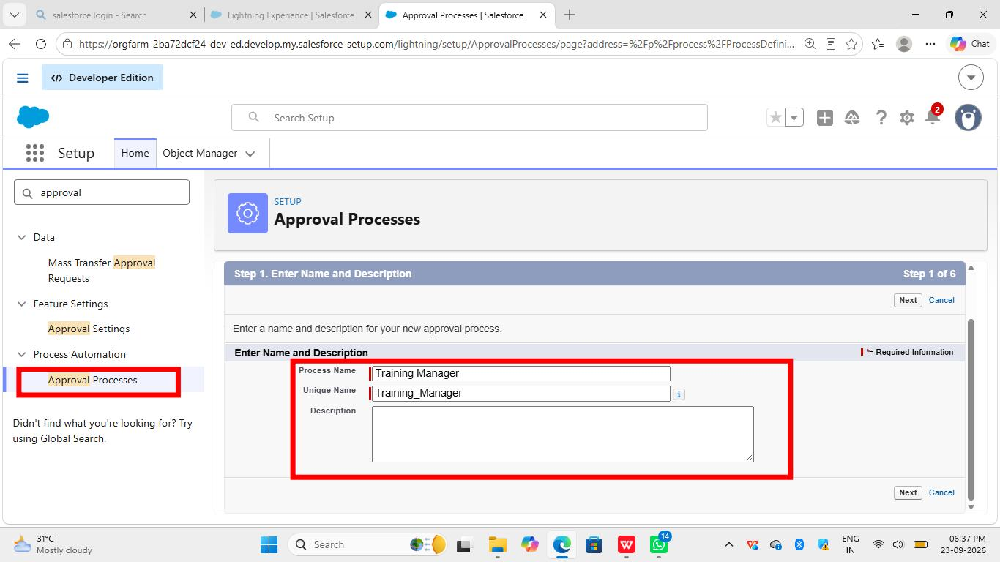 salesforce login - Search
Lightning Experience | Salesforce
Approval Processes | Salesforce
https://orgfarm-2ba72dcf24-dev-ed.develop.my.salesforce-setup.com/lightning/setup/ApprovalProcesses/page?address=%2Fp%2Fprocess%2FProcessDefini...
Chat
Developer Edition
Search Setup
2
Setup
Home
Object Manager
approval
Data
Mass Transfer Approval
Requests
Feature Settings
Approval Settings
Process Automation
Approval Processes
Didn't find what you're looking for? Try
using Global Search.
SETUP
Approval Processes
Step 1. Enter Name and Description
Step 1 of 6
Next
Cancel
Enter a name and description for your new approval process.
Enter Name and Description
*= Required Information
Process Name
Training Manager
Unique Name
Training_Manager
i
Description
Next
Cancel
31°C
Mostly cloudy
Search
14
ENG
IN
06:37 PM
23-09-2026